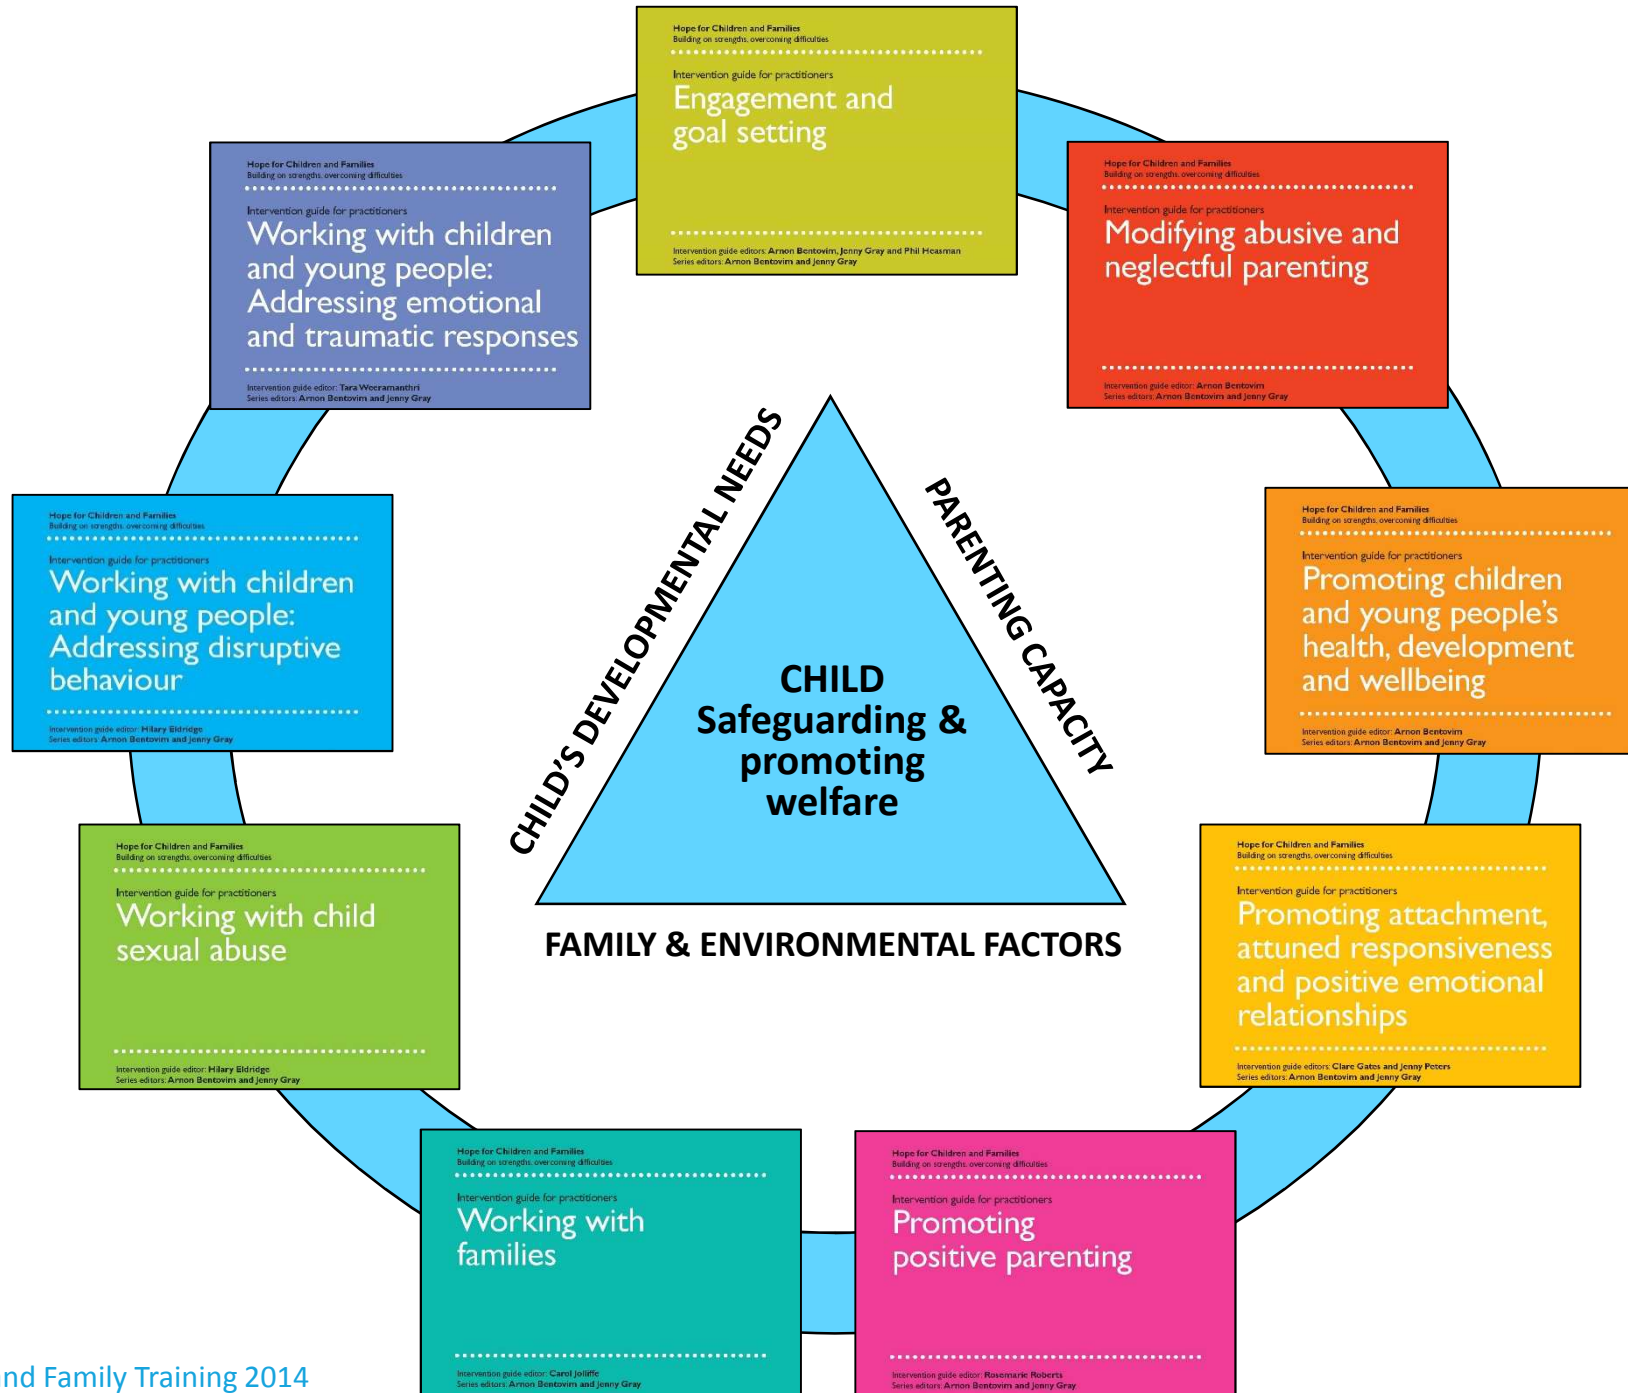 Hope for Children and Families
Building on strengths, overcoming difficulties
Intervention guide for practitioners
Engagement and
goal setting
Intervention guide editors: Arnon Bentovim, Jenny Gray and Phil Heasman
Series editors: Arnon Bentovim and Jenny Gray
Hope for Children and Families
Building on strengths, overcoming difficulties
Intervention guide for practitioners
Modifying abusive and
neglectful parenting
Intervention guide editor: Arnon Bentovim
Series editors: Arnon Bentovim and Jenny Gray
Hope for Children and Families
Building on strengths, overcoming difficulties
Intervention guide for practitioners
Promoting children
and young people’s
health, development
and wellbeing
Intervention guide editor: Arnon Bentovim
Series editors: Arnon Bentovim and Jenny Gray
Hope for Children and Families
Building on strengths, overcoming difficulties
Intervention guide for practitioners
Promoting attachment,
attuned responsiveness
and positive emotional
relationships
Intervention guide editors: Clare Gates and Jenny Peters
Series editors: Arnon Bentovim and Jenny Gray
Hope for Children and Families
Building on strengths, overcoming difficulties
Intervention guide for practitioners
Promoting
positive parenting
Intervention guide editor: Rosemarie Roberts
Series editors: Arnon Bentovim and Jenny Gray
Hope for Children and Families
Building on strengths, overcoming difficulties
Intervention guide for practitioners
Working with
families
Intervention guide editor: Carol Jolliffe
Series editors: Arnon Bentovim and Jenny Gray
Hope for Children and Families
Building on strengths, overcoming difficulties
Intervention guide for practitioners
Working with child
sexual abuse
Intervention guide editor: Hilary Eldridge
Series editors: Arnon Bentovim and Jenny Gray
Hope for Children and Families
Building on strengths, overcoming difficulties
Intervention guide for practitioners
Working with children
and young people:
Addressing disruptive
behaviour
Intervention guide editor: Hilary Eldridge
Series editors: Arnon Bentovim and Jenny Gray
Hope for Children and Families
Building on strengths, overcoming difficulties
Intervention guide for practitioners
Working with children
and young people:
Addressing emotional
and traumatic responses
Intervention guide editor: Tara Weeramanthri
Series editors: Arnon Bentovim and Jenny Gray
CHILD’S DEVELOPMENTAL NEEDS
PARENTING CAPACITY
CHILD
Safeguarding &
promoting
welfare
FAMILY & ENVIRONMENTAL FACTORS
and Family Training 2014